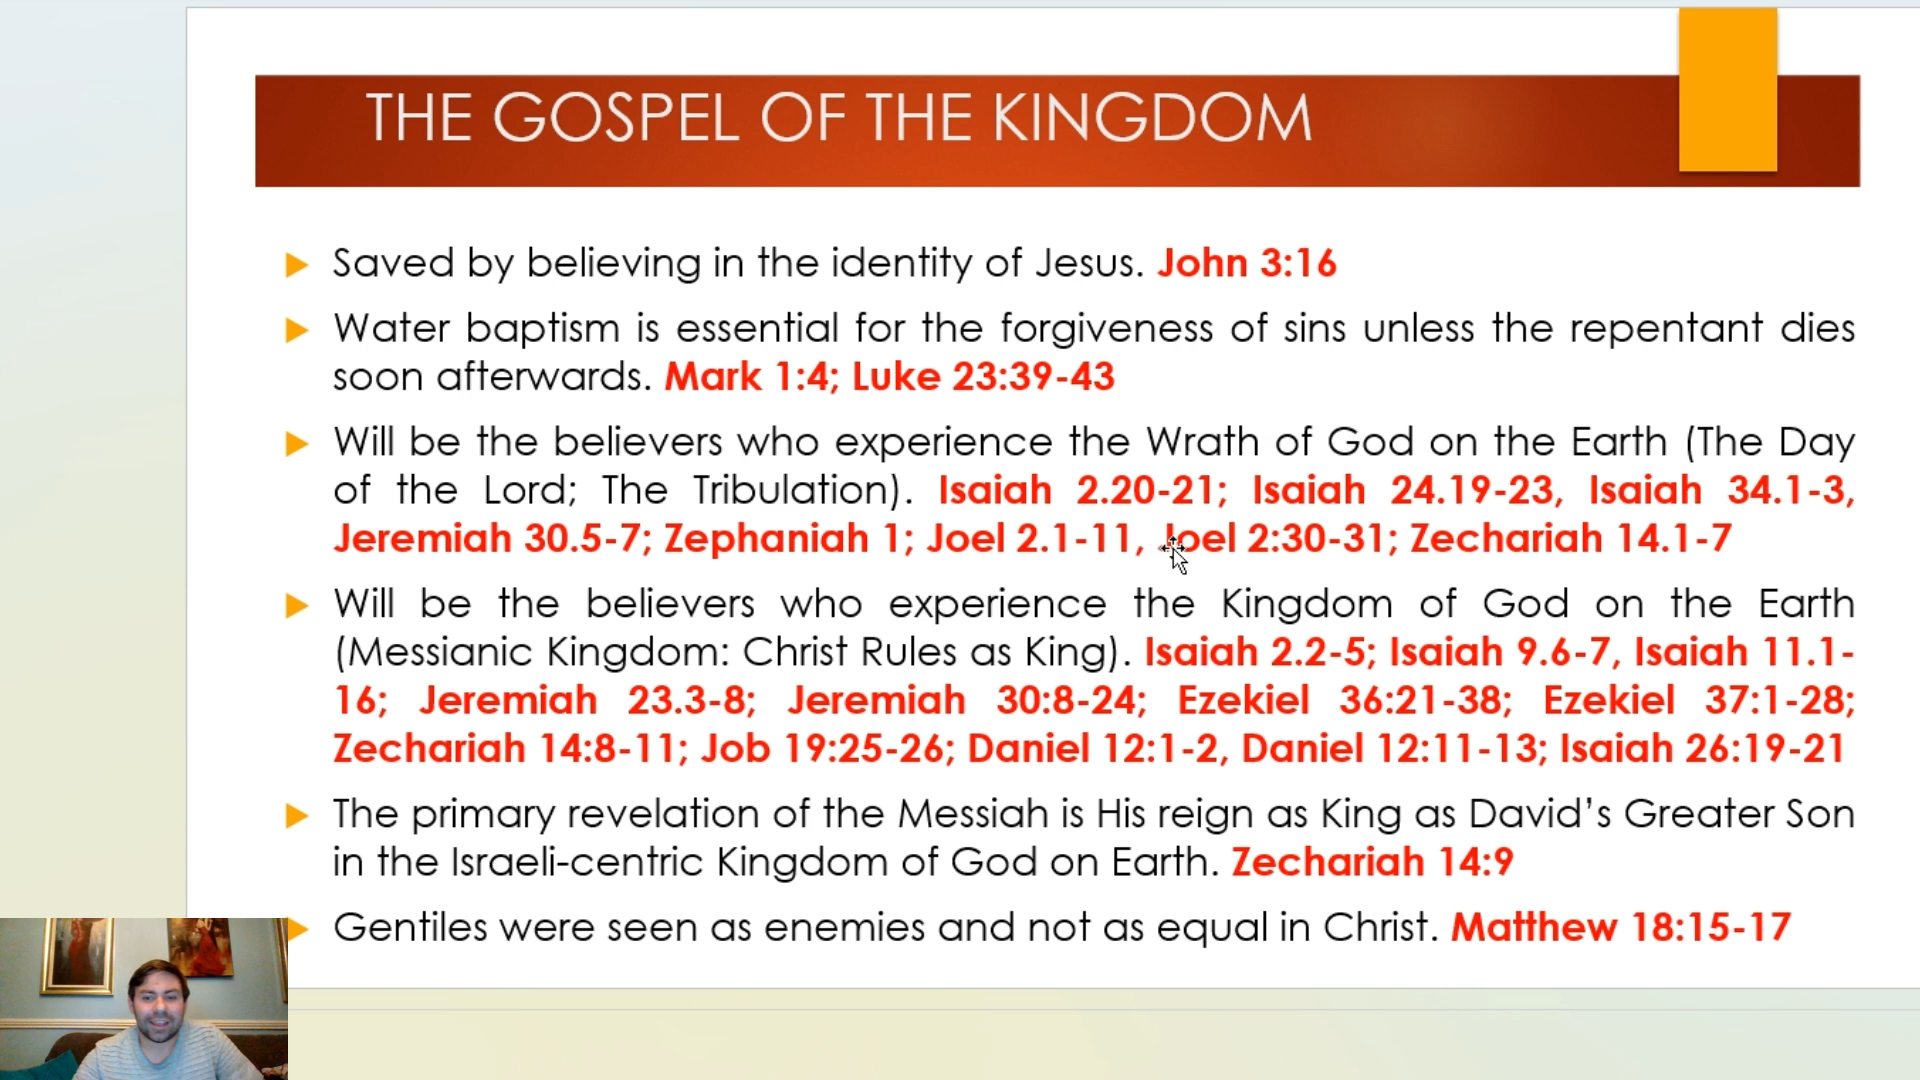 THE GOSPEL OF THE KINGDOM
Saved by believing in the identity of Jesus. John 3:16
Water baptism is essential for the forgiveness of sins unless the repentant dies
soon afterwards. Mark 1:4; Luke 23:39-43
Will be the believers who experience the Wrath of God on the Earth (The Day
of the Lord; The Tribulation). Isaiah 2.20-21; Isaiah 24.19-23, Isaiah 34.1-3,
Jeremiah 30.5-7; Zephaniah 1; Joel 2.1-11, Joel 2:30-31; Zechariah 14.1-7
Will be the believers who experience the Kingdom of God on the Earth
(Messianic Kingdom: Christ Rules as King). Isaiah 2.2-5; Isaiah 9.6-7, Isaiah 11.1-
16; Jeremiah 23.3-8; Jeremiah 30:8-24; Ezekiel 36:21-38; Ezekiel 37:1-28;
Zechariah 14:8-11; Job 19:25-26; Daniel 12:1-2, Daniel 12:11-13; Isaiah 26:19-21
The primary revelation of the Messiah is His reign as King as David’s Greater Son
in the Israeli-centric Kingdom of God on Earth. Zechariah 14:9
Gentiles were seen as enemies and not as equal in Christ. Matthew 18:15-17